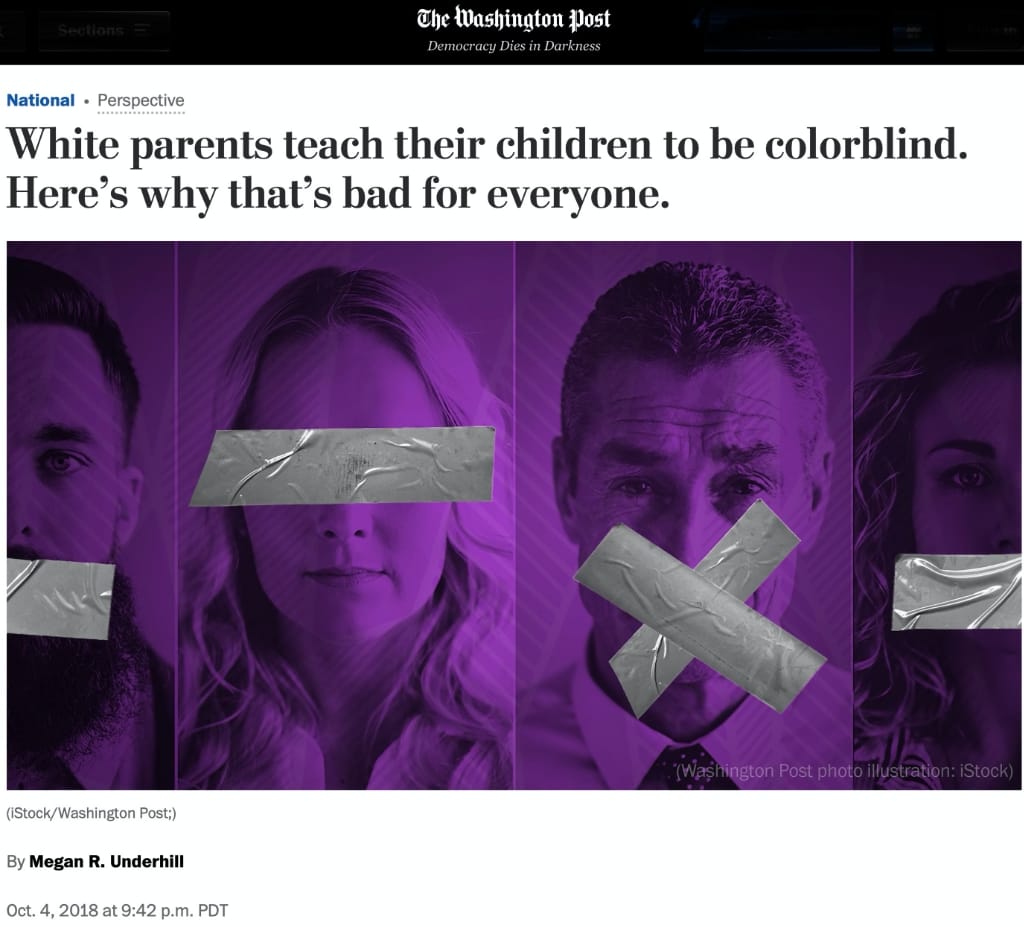 Sections
The Washington Post
Democracy Dies in Darkness
National • Perspective
White parents teach their children to be colorblind.
Here’s why that’s bad for everyone.
(Washington Post photo illustration: iStock)
(iStock/Washington Post;)
By Megan R. Underhill
Oct. 4, 2018 at 9:42 p.m. PDT